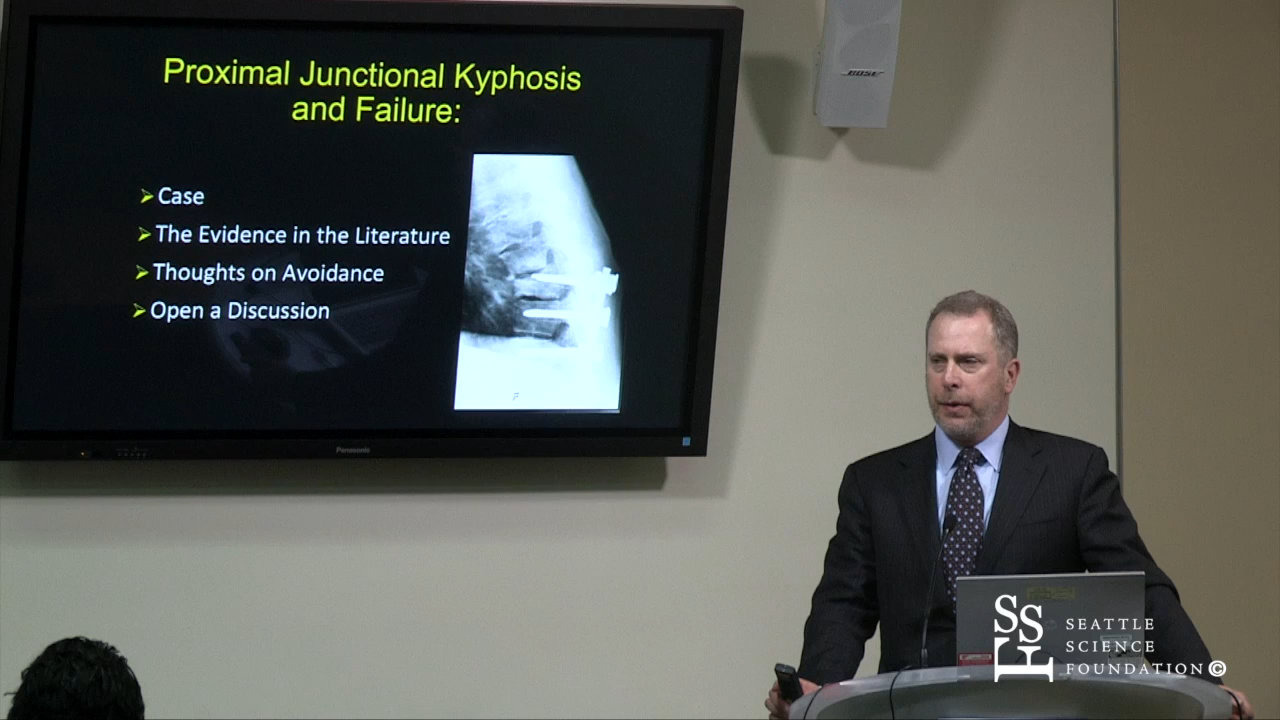 Proximal Junctional Kyphosis
and Failure:
Case
The Evidence in the Literature
Thoughts on Avoidance
Open a Discussion
Panasonic
BOSE
SSF
SEATTLE
SCIENCE
FOUNDATION©